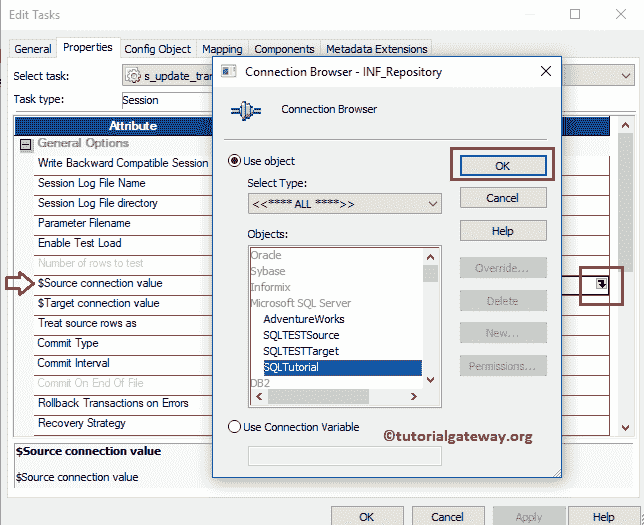 Edit Tasks
General
Properties
Config Object
Mapping
Components
Metadata Extensions
Select task:
s_update_tra
Task type:
Session
Attribute
General Options
Write Backward Compatible Session
Session Log File Name
Session Log File directory
Parameter Filename
Enable Test Load
Number of rows to test
$Source connection value
$Target connection value
Treat source rows as
Commit Type
Commit Interval
Commit On End Of File
Rollback Transactions on Errors
Recovery Strategy
$Source connection value
$Source connection value
OK
Cancel
Apply
Help
Connection Browser - INF_Repository
Connection Browser
Use object
Select Type:
<<**** ALL ****>>
Objects:
Oracle
Sybase
Informix
Microsoft SQL Server
AdventureWorks
SQLTESTSource
SQLTESTTarget
SQLTutorial
DB2
Use Connection Variable
OK
Cancel
Help
Override...
Delete
New...
Permissions...
©tutorialgateway.org